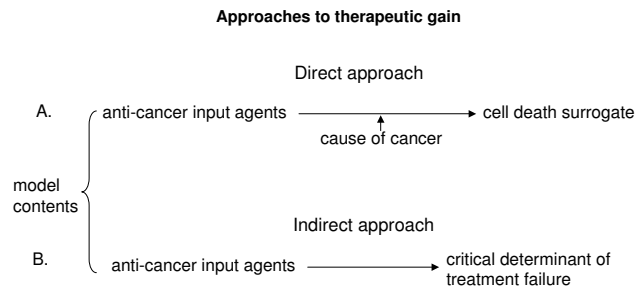 Approaches to therapeutic gain
Direct approach
A.
anti-cancer input agents
cell death surrogate
cause of cancer
model
contents
Indirect approach
B.
anti-cancer input agents
critical determinant of
treatment failure